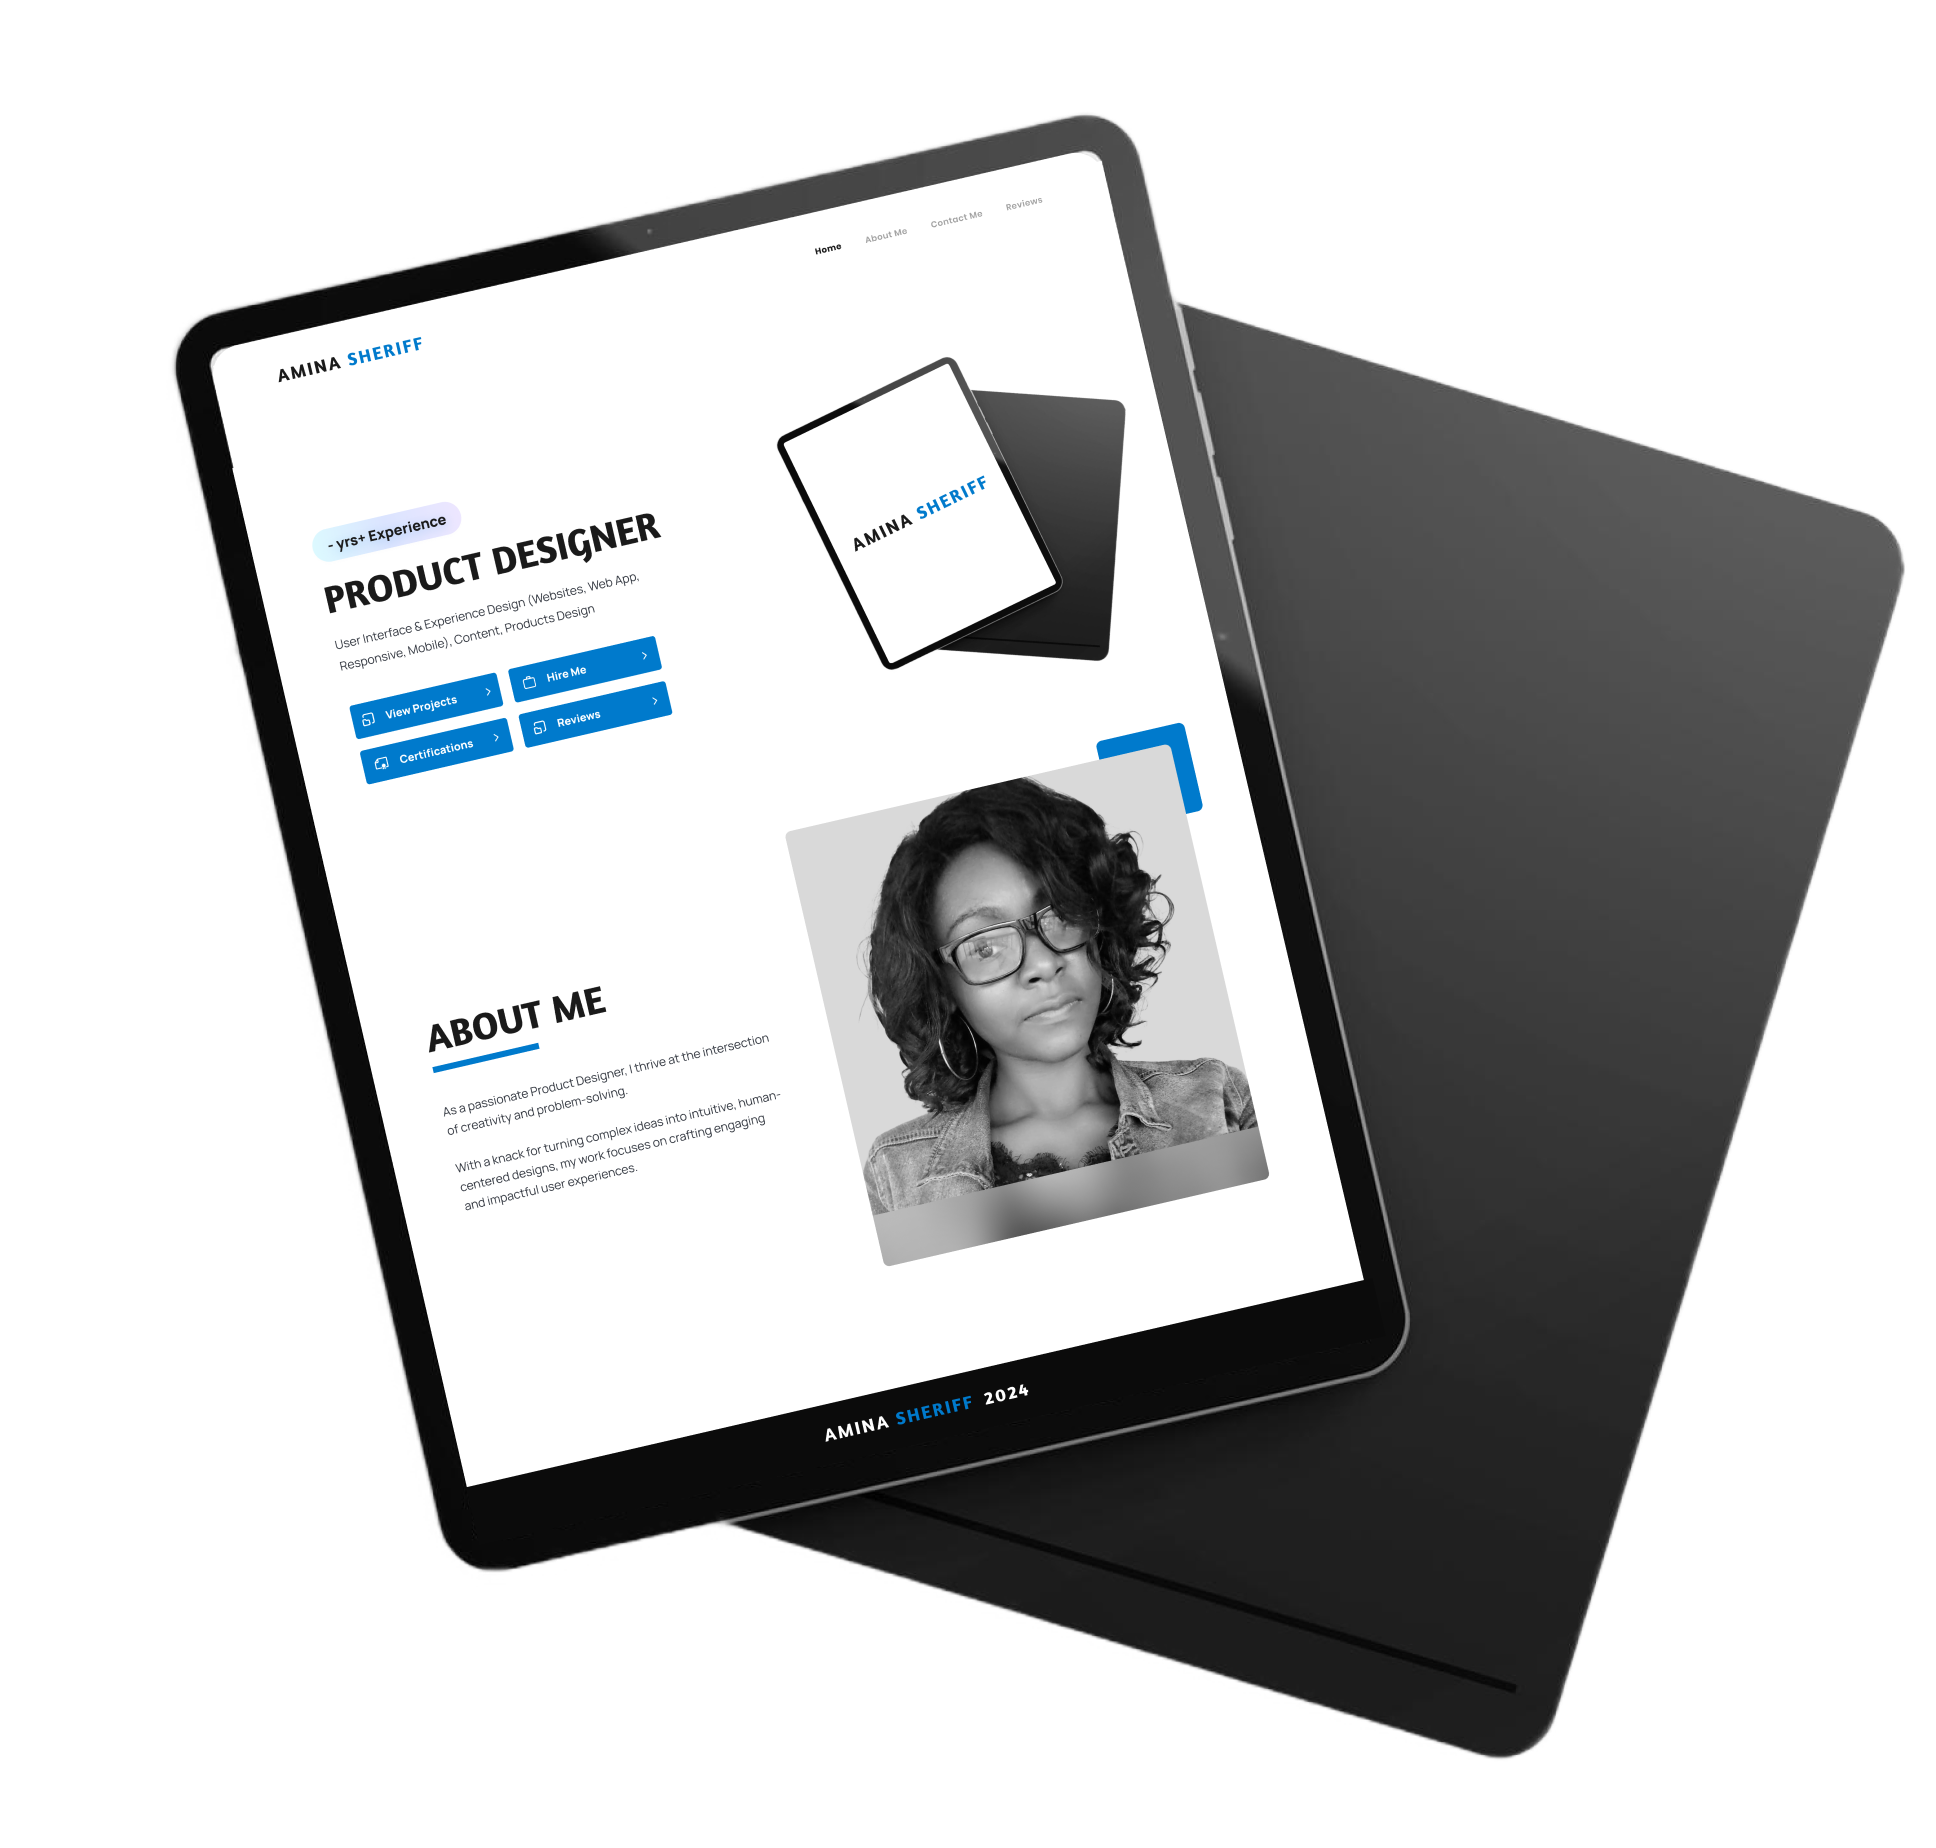 Home About Me Contact Me Reviews
AMINA SHERIFF
AMINA SHERIFF
- yrs+ Experience
PRODUCT DESIGNER
User Interface & Experience Design (Websites, Web App,
Responsive, Mobile), Content, Products Design
View Projects
Hire Me
Certifications
Reviews
ABOUT ME
As a passionate Product Designer, I thrive at the intersection
of creativity and problem-solving.
With a knack for turning complex ideas into intuitive, human-
centered designs, my work focuses on crafting engaging
and impactful user experiences.
AMINA SHERIFF 2024